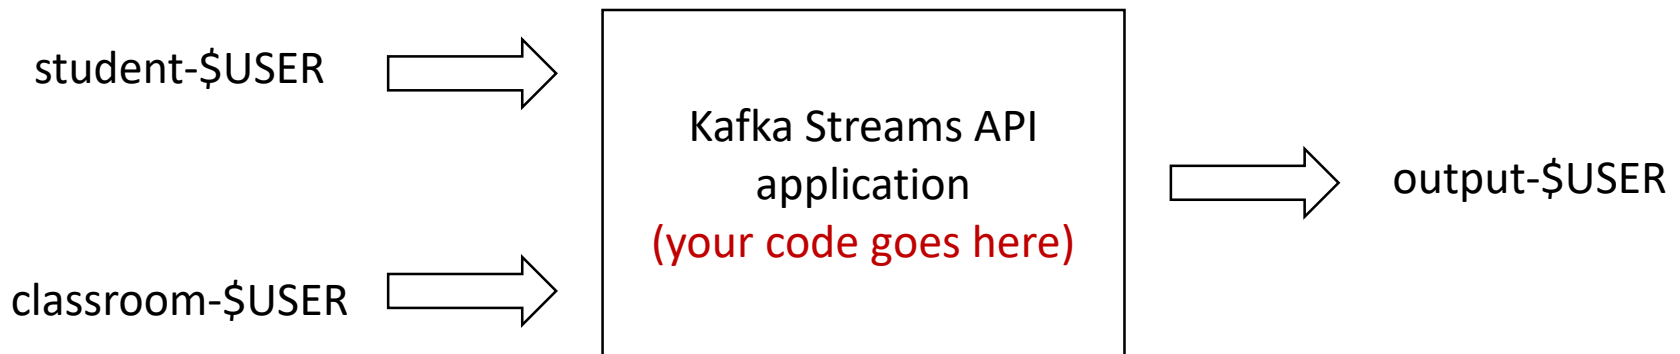 student-$USER
classroom-$USER
Kafka Streams API
application
(your code goes here)
output-$USER